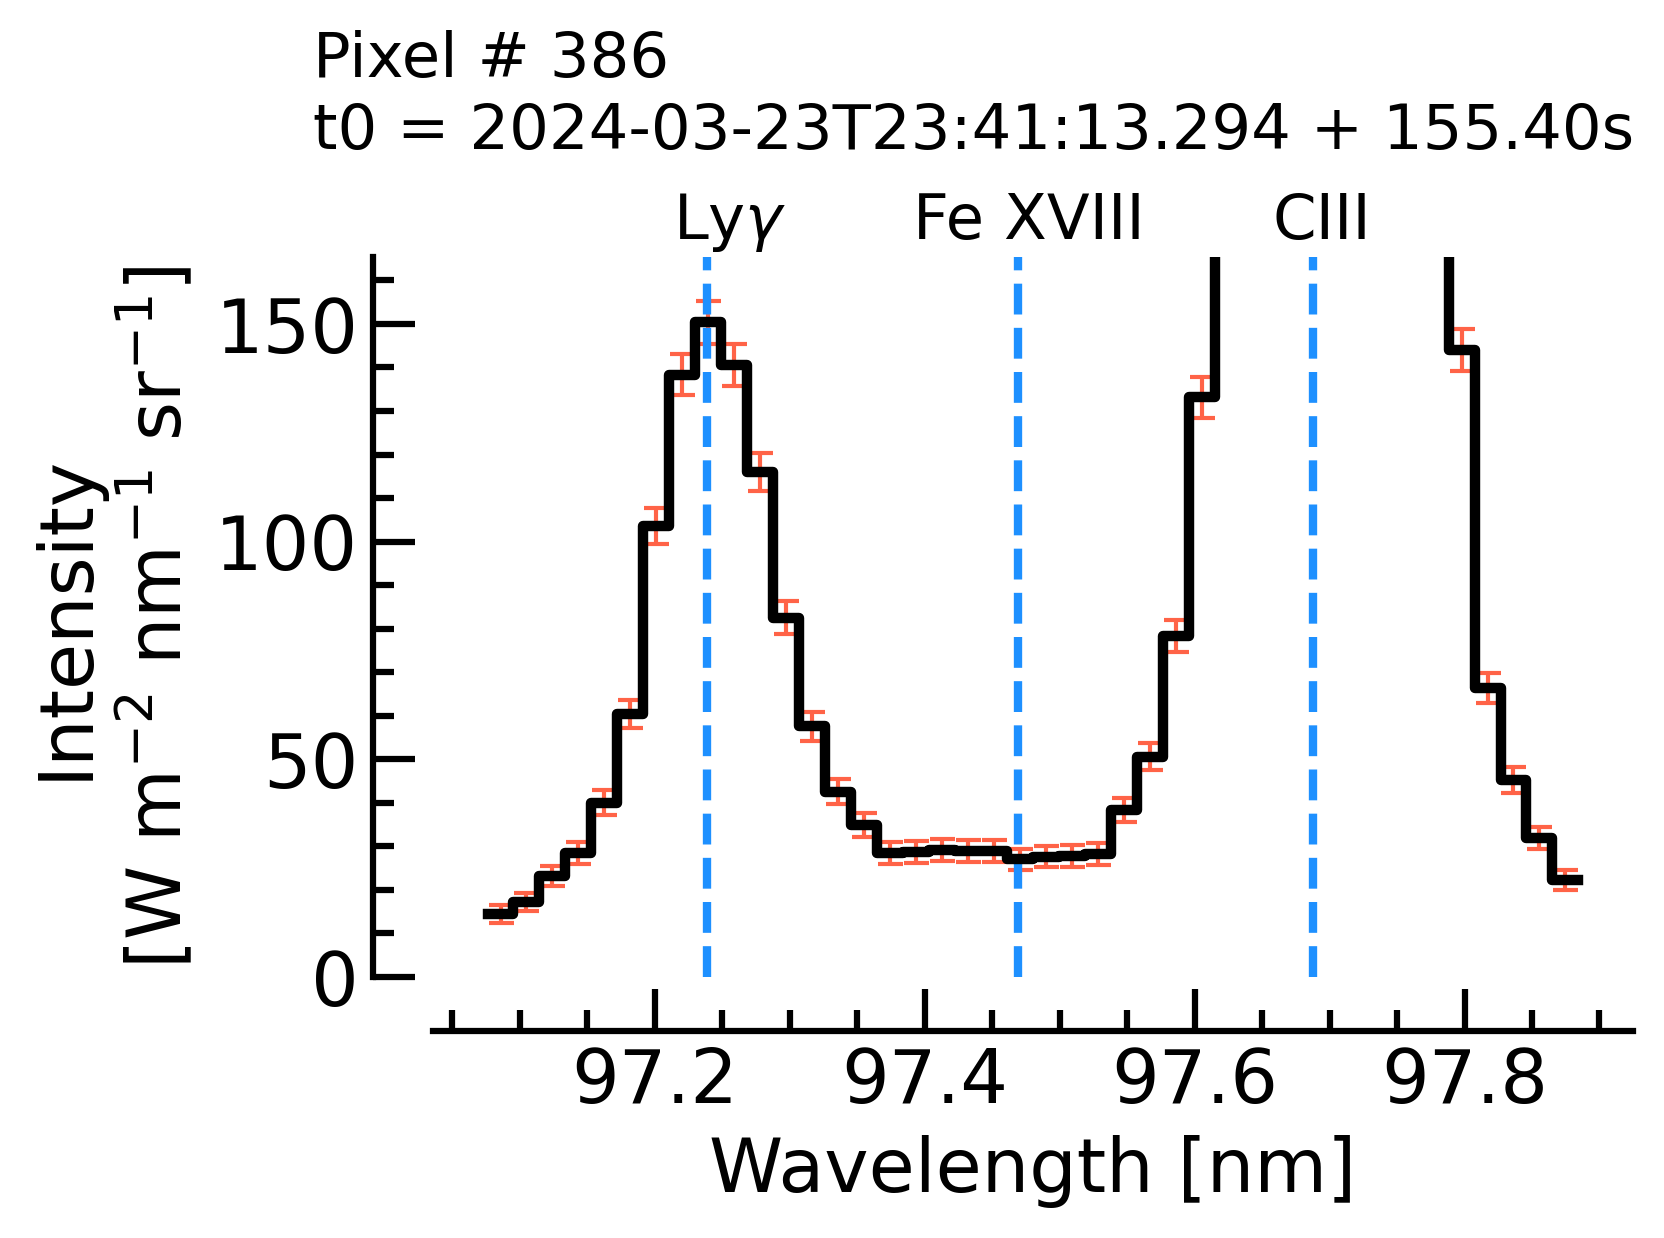 Pixel # 386
t0 = 2024-03-23T23:41:13.294 + 155.40s
Lyγ Fe XVIII CIII
Intensity
[W m⁻² nm⁻¹ sr⁻¹]
150
100
50
0
97.2 97.4 97.6 97.8
Wavelength [nm]